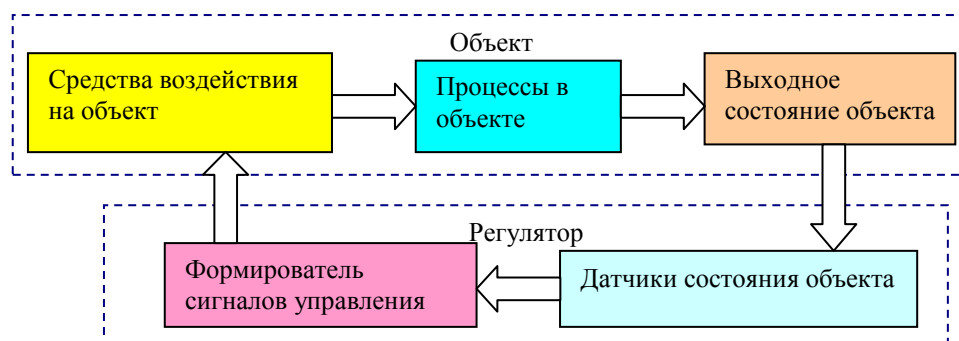 Объект
Средства воздействия
на объект
Процессы в
объекте
Выходное
состояние объекта
Регулятор
Формирователь
сигналов управления
Датчики состояния объекта